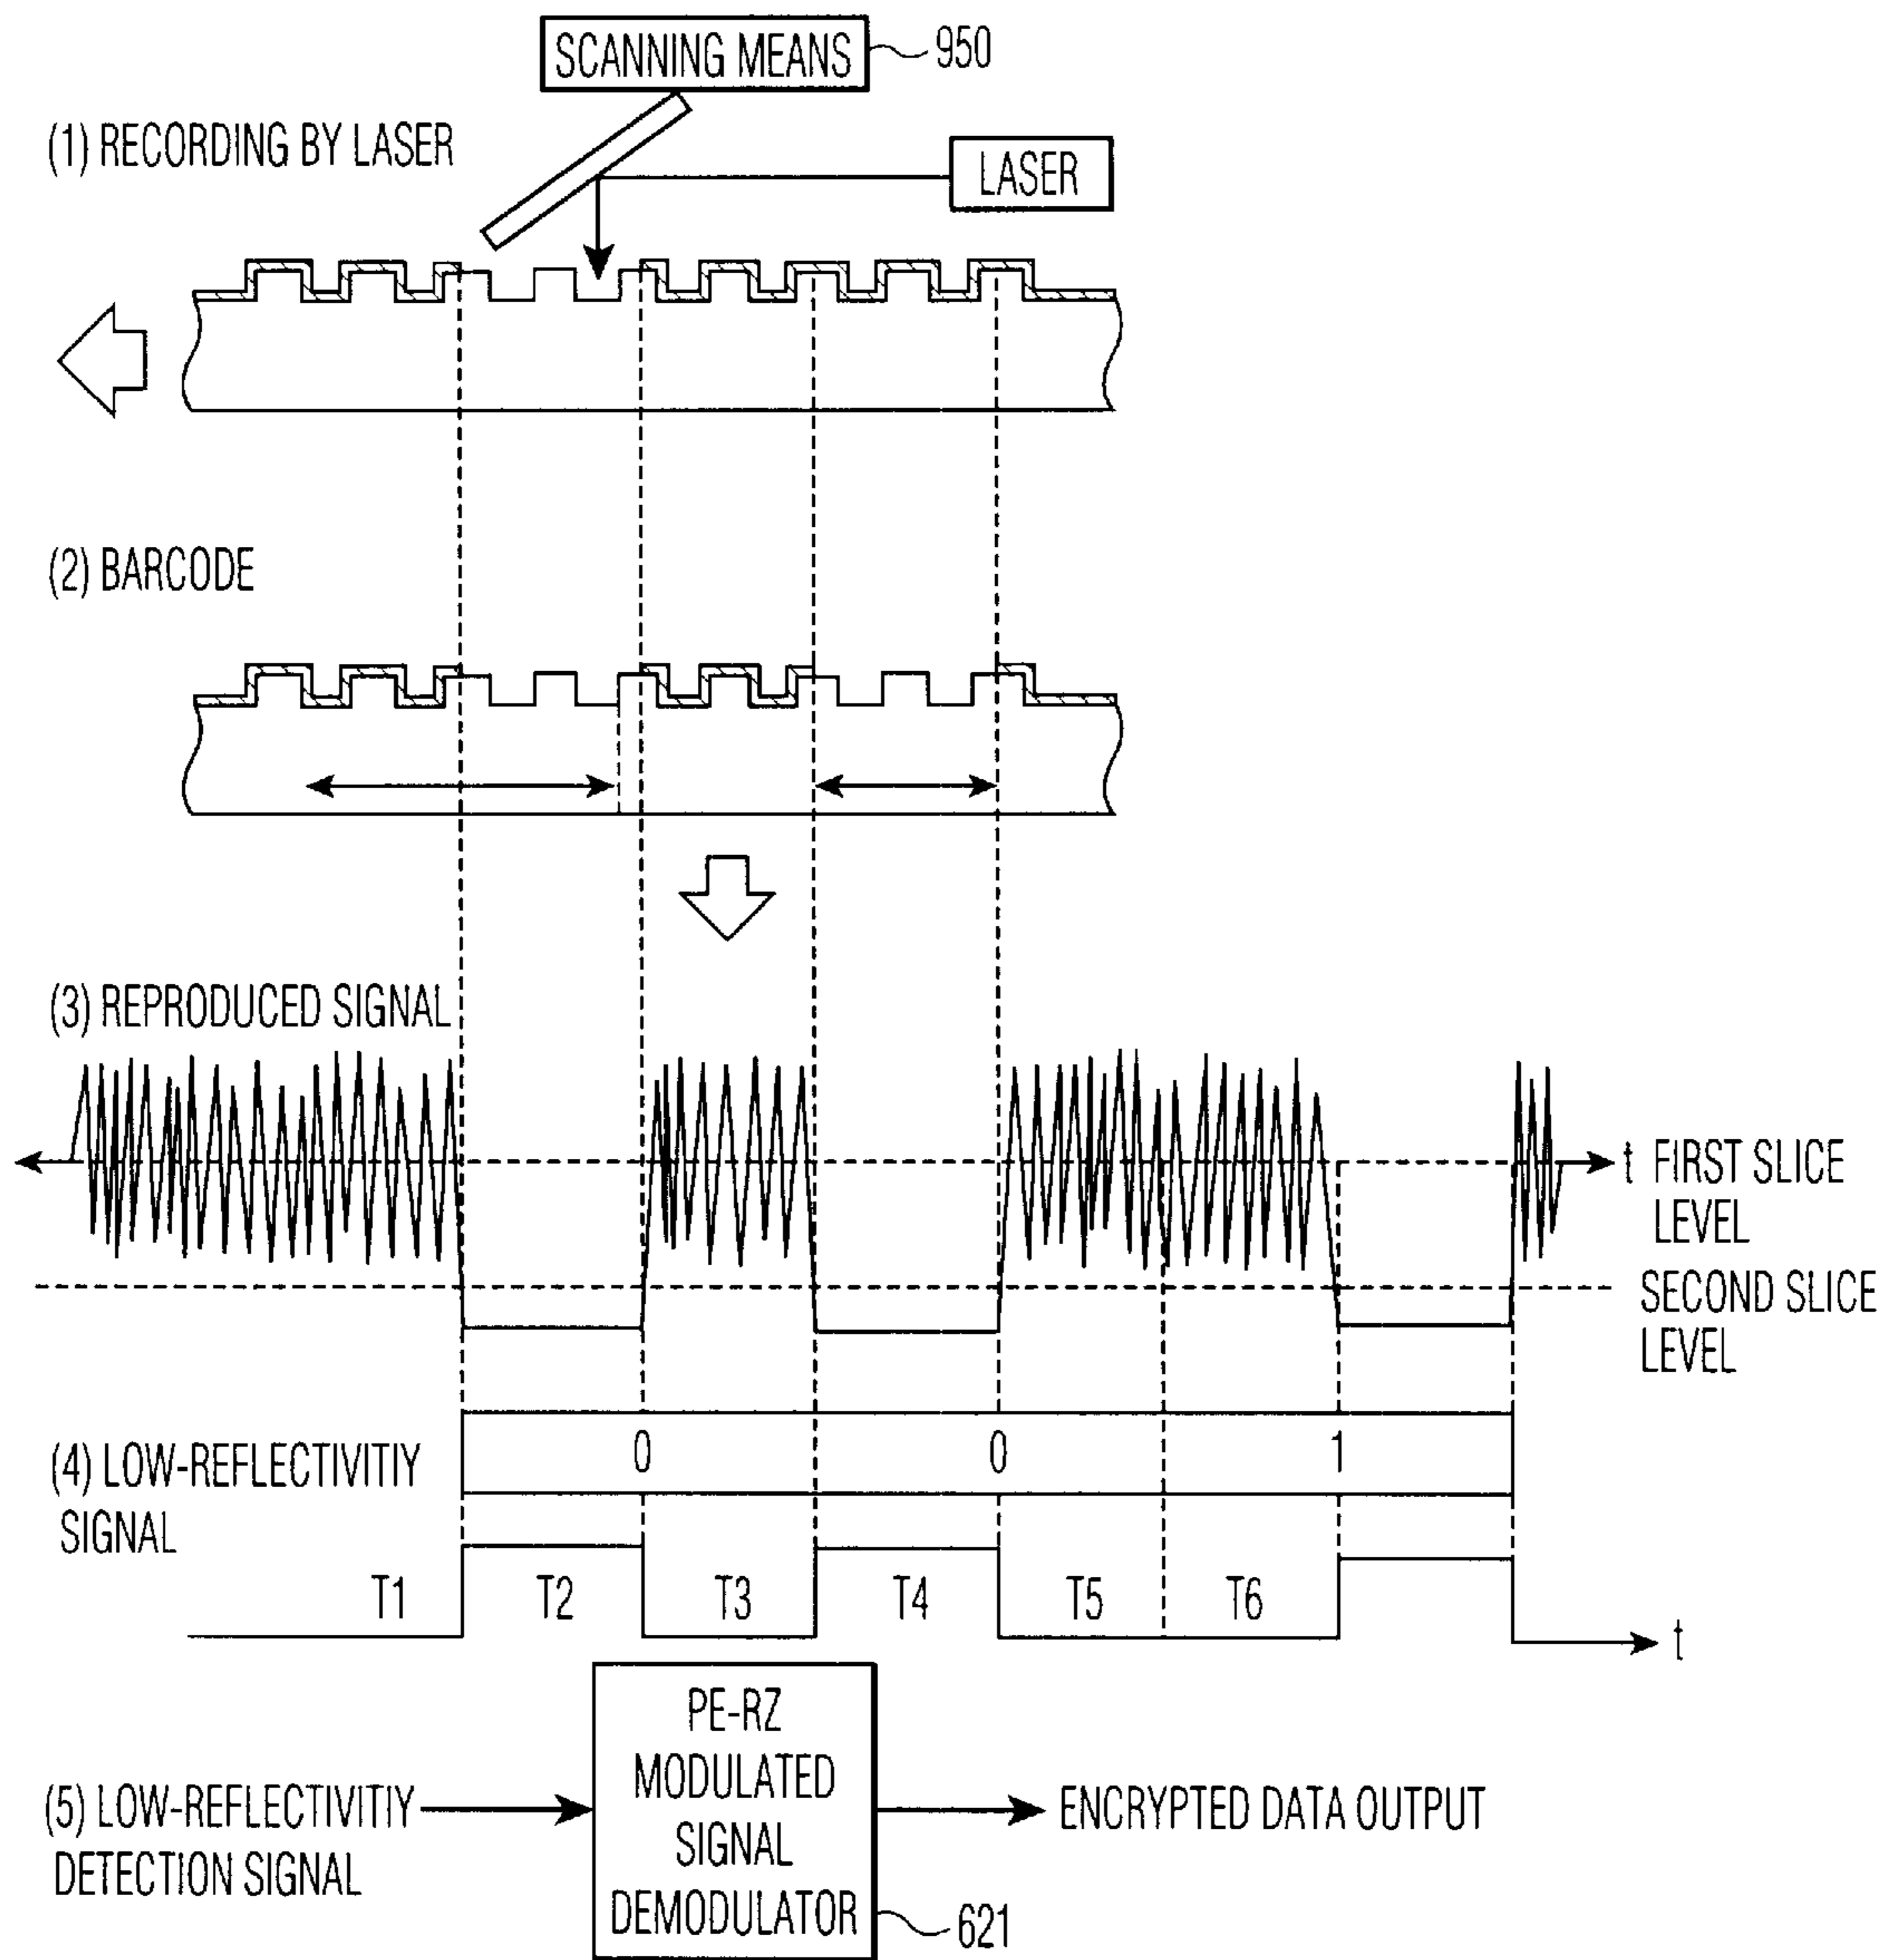 SCANNING MEANS
950
(1) RECORDING BY LASER
LASER
(2) BARCODE
(3) REPRODUCED SIGNAL
t FIRST SLICE
LEVEL
SECOND SLICE
LEVEL
(4) LOW-REFLECTIVITIY
SIGNAL
0 0 1
T1 T2 T3 T4 T5 T6
t
PE-RZ
MODULATED
SIGNAL
DEMODULATOR
(5) LOW-REFLECTIVITIY
DETECTION SIGNAL
ENCRYPTED DATA OUTPUT
621